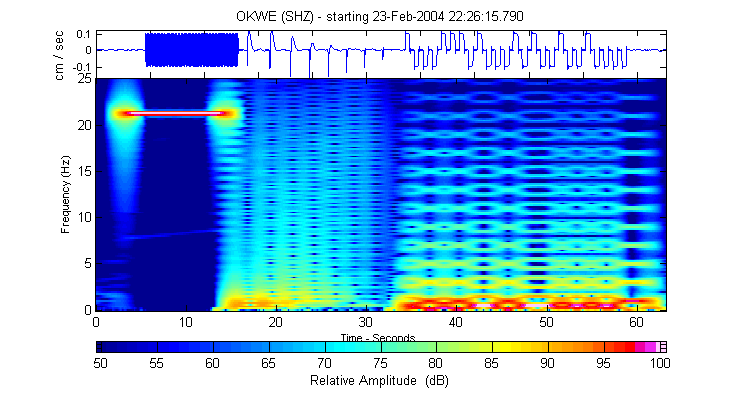 OKWE (SHZ) - starting 23-Feb-2004 22:26:15.790
cm / sec
0.1
0
-0.1
Frequency (Hz)
25
20
15
10
5
0
0 10 20 30 40 50 60
Time - Seconds
50 55 60 65 70 75 80 85 90 95 100
Relative Amplitude (dB)